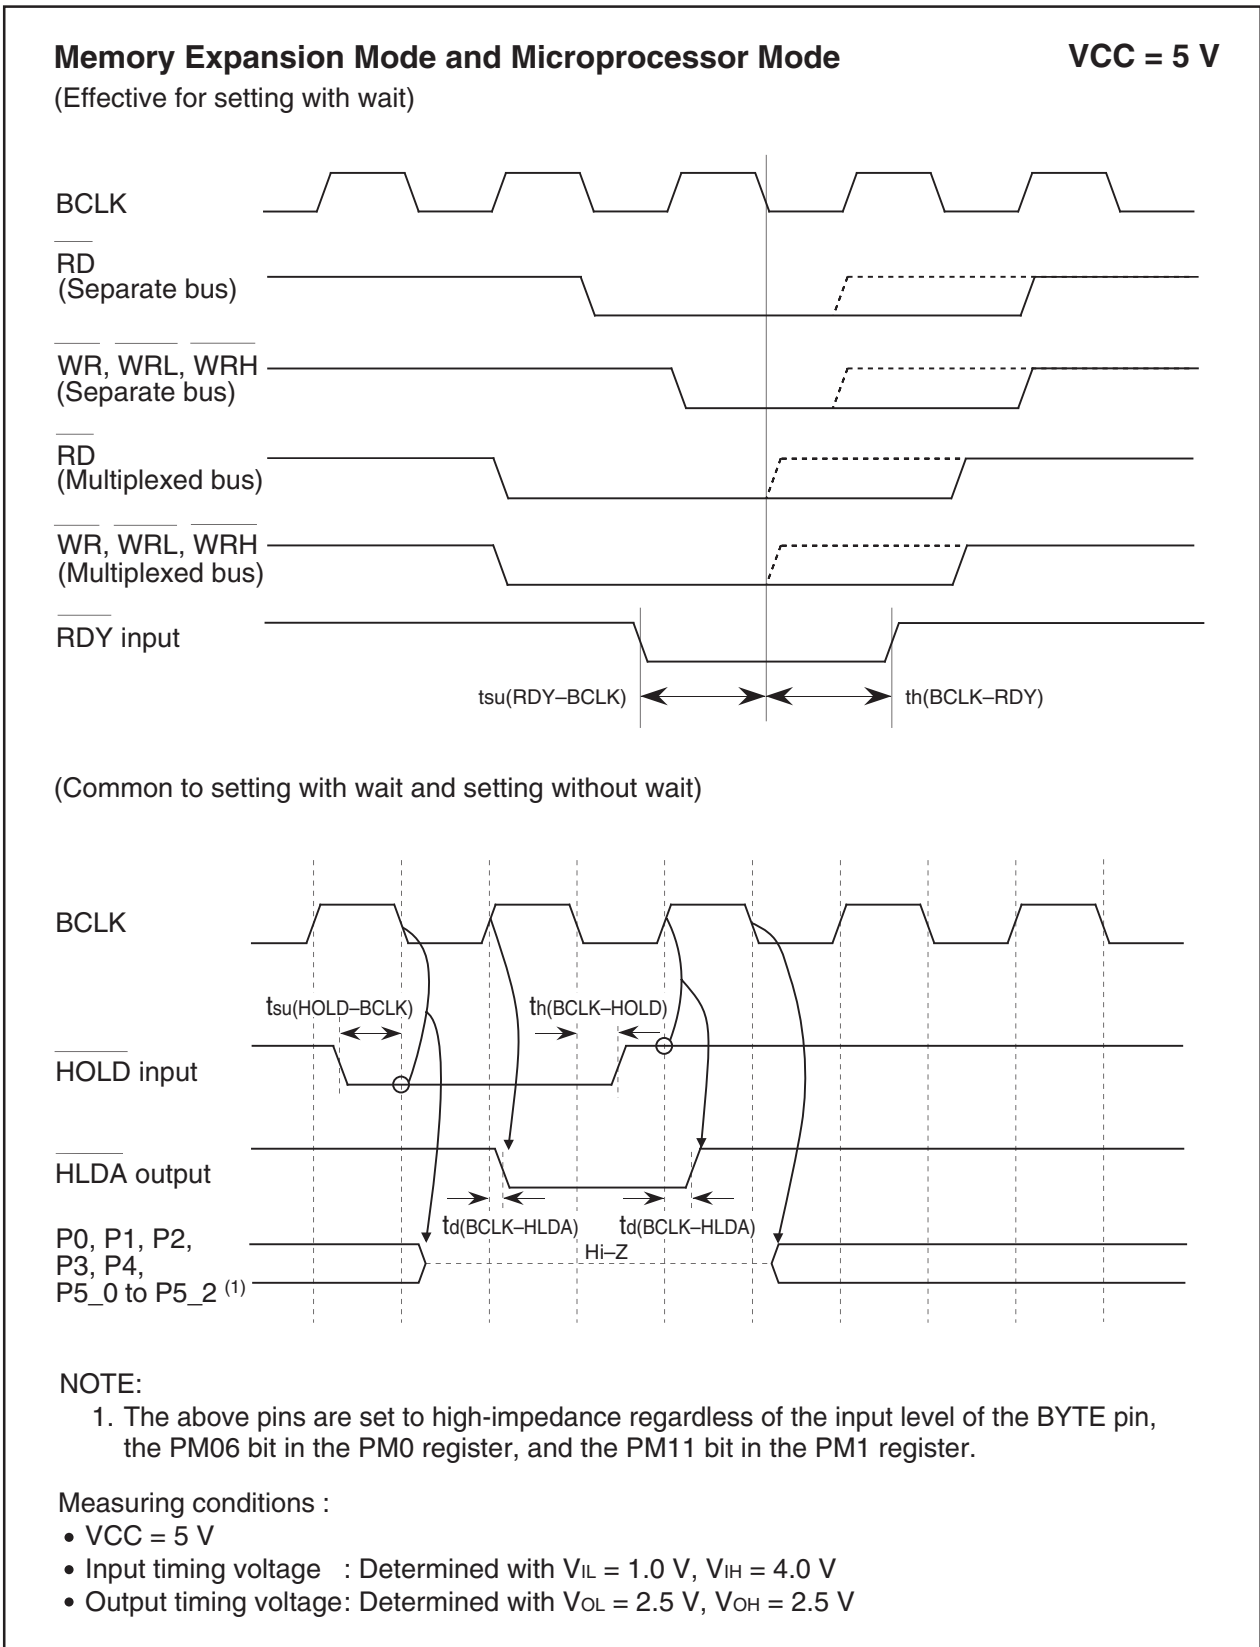 Memory Expansion Mode and Microprocessor Mode VCC = 5 V
(Effective for setting with wait)
BCLK
RD
(Separate bus)
WR, WRL, WRH
(Separate bus)
RD
(Multiplexed bus)
WR, WRL, WRH
(Multiplexed bus)
RDY input
tsu(RDY–BCLK) th(BCLK–RDY)
(Common to setting with wait and setting without wait)
BCLK
tsu(HOLD–BCLK) th(BCLK–HOLD)
HOLD input
HLDA output
td(BCLK–HLDA) td(BCLK–HLDA)
P0, P1, P2,
Hi–Z
P3, P4,
P5_0 to P5_2 (1)
NOTE:
1. The above pins are set to high-impedance regardless of the input level of the BYTE pin,
the PM06 bit in the PM0 register, and the PM11 bit in the PM1 register.
Measuring conditions :
• VCC = 5 V
• Input timing voltage : Determined with VIL = 1.0 V, VIH = 4.0 V
• Output timing voltage: Determined with VOL = 2.5 V, VOH = 2.5 V